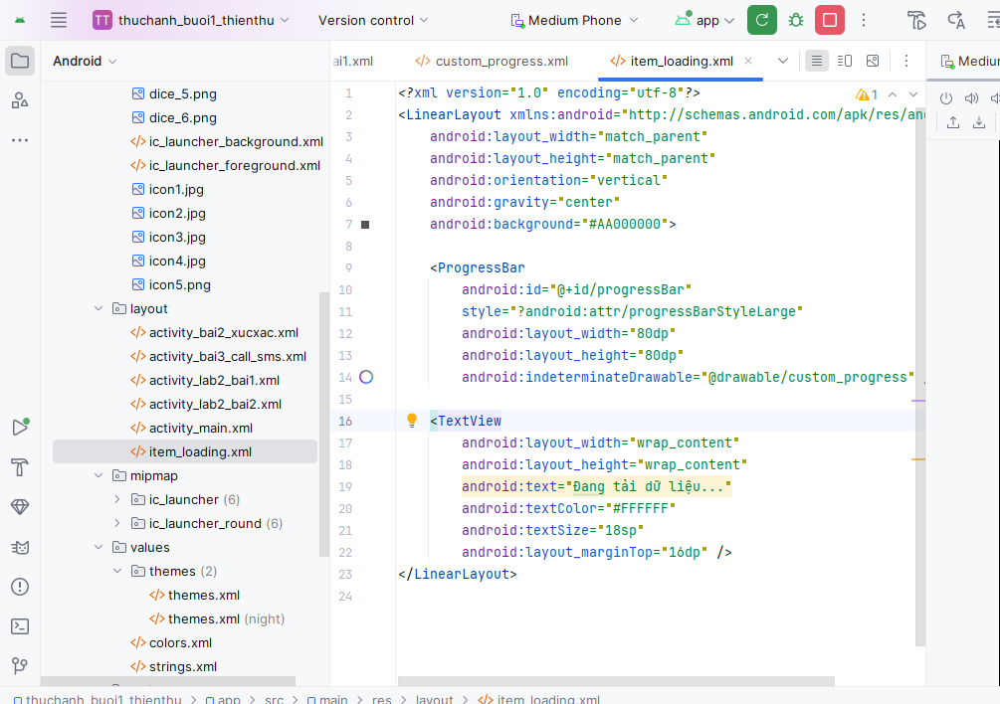 TT thuchanh_buoi1_thienthu Version control Medium Phone app
Android
ai1.xml custom_progress.xml item_loading.xml Mediu
dice_5.png
dice_6.png
ic_launcher_background.xml
ic_launcher_foreground.xml
icon1.jpg
icon2.jpg
icon3.jpg
icon4.jpg
icon5.png
layout
activity_bai2_xucxac.xml
activity_bai3_call_sms.xml
activity_lab2_bai1.xml
activity_lab2_bai2.xml
activity_main.xml
item_loading.xml
mipmap
ic_launcher (6)
ic_launcher_round (6)
values
themes (2)
themes.xml
themes.xml (night)
colors.xml
strings.xml
1 <?xml version="1.0" encoding="utf-8"?> 1
2 <LinearLayout xmlns:android="http://schemas.android.com/apk/res/an
3 android:layout_width="match_parent"
4 android:layout_height="match_parent"
5 android:orientation="vertical"
6 android:gravity="center"
7 android:background="#AA000000">
8
9 <ProgressBar
10 android:id="@+id/progressBar"
11 style="?android:attr/progressBarStyleLarge"
12 android:layout_width="80dp"
13 android:layout_height="80dp"
14 android:indeterminateDrawable="@drawable/custom_progress" /
15
16 <TextView
17 android:layout_width="wrap_content"
18 android:layout_height="wrap_content"
19 android:text="Đang tải dữ liệu..."
20 android:textColor="#FFFFFF"
21 android:textSize="18sp"
22 android:layout_marginTop="16dp" />
23 </LinearLayout>
24
thuchanh_buoi1_thienthu > app > src > main > res > layout > item_loading.xml